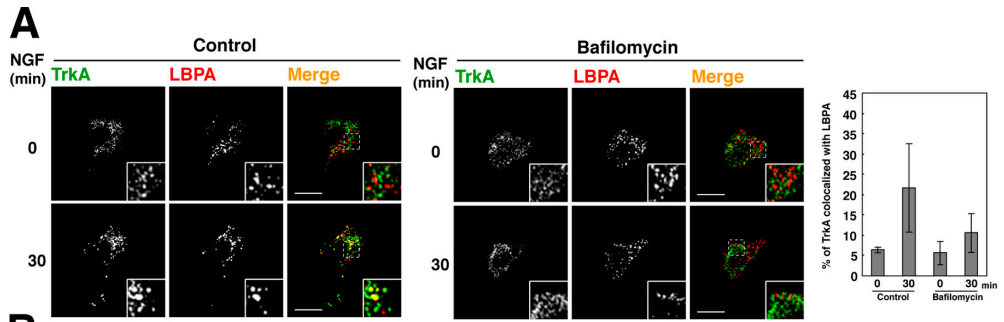 A
Control
NGF
(min)
TrkA LBPA Merge
0
30
Bafilomycin
NGF
(min)
TrkA LBPA Merge
0
30
% of TrkA colocalized with LBPA
45
40
35
30
25
20
15
10
5
0
0 30 0 30 min
Control Bafilomycin